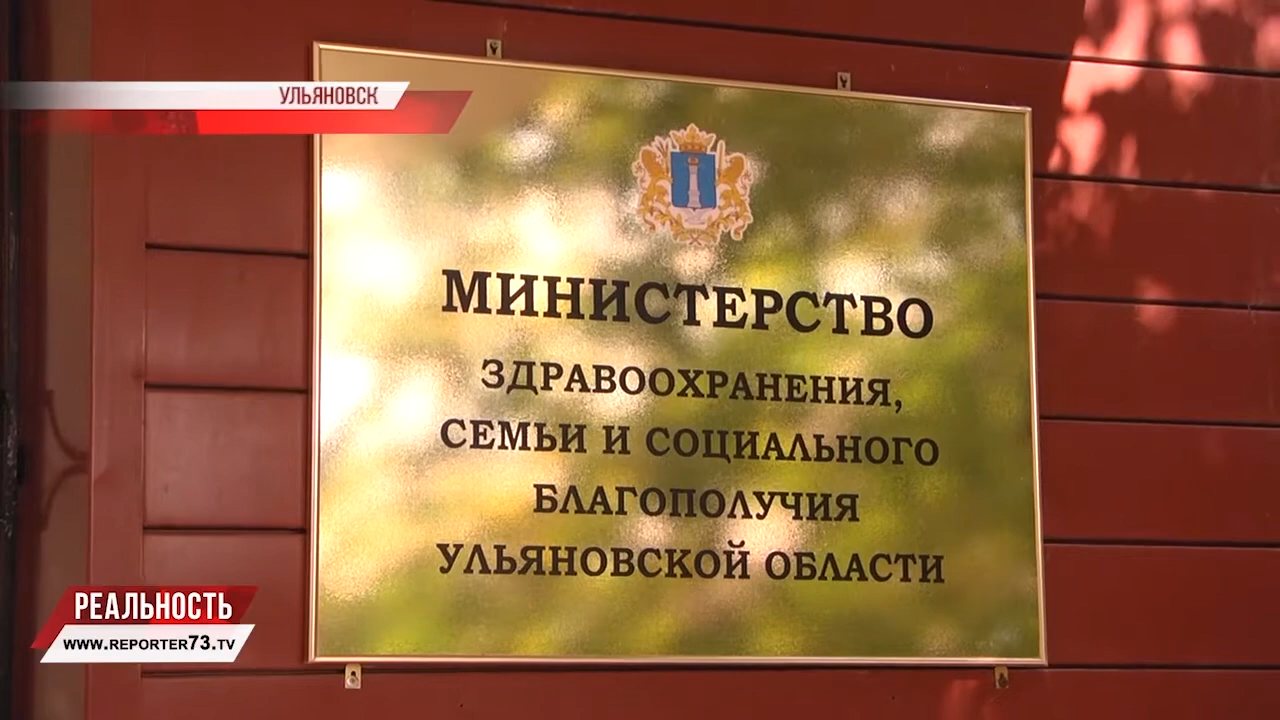 УЛЬЯНОВСК
МИНИСТЕРСТВО
ЗДРАВООХРАНЕНИЯ,
СЕМЬИ И СОЦИАЛЬНОГО
БЛАГОПОЛУЧИЯ
УЛЬЯНОВСКОЙ ОБЛАСТИ
РЕАЛЬНОСТЬ
WWW.REPORTER73.TV